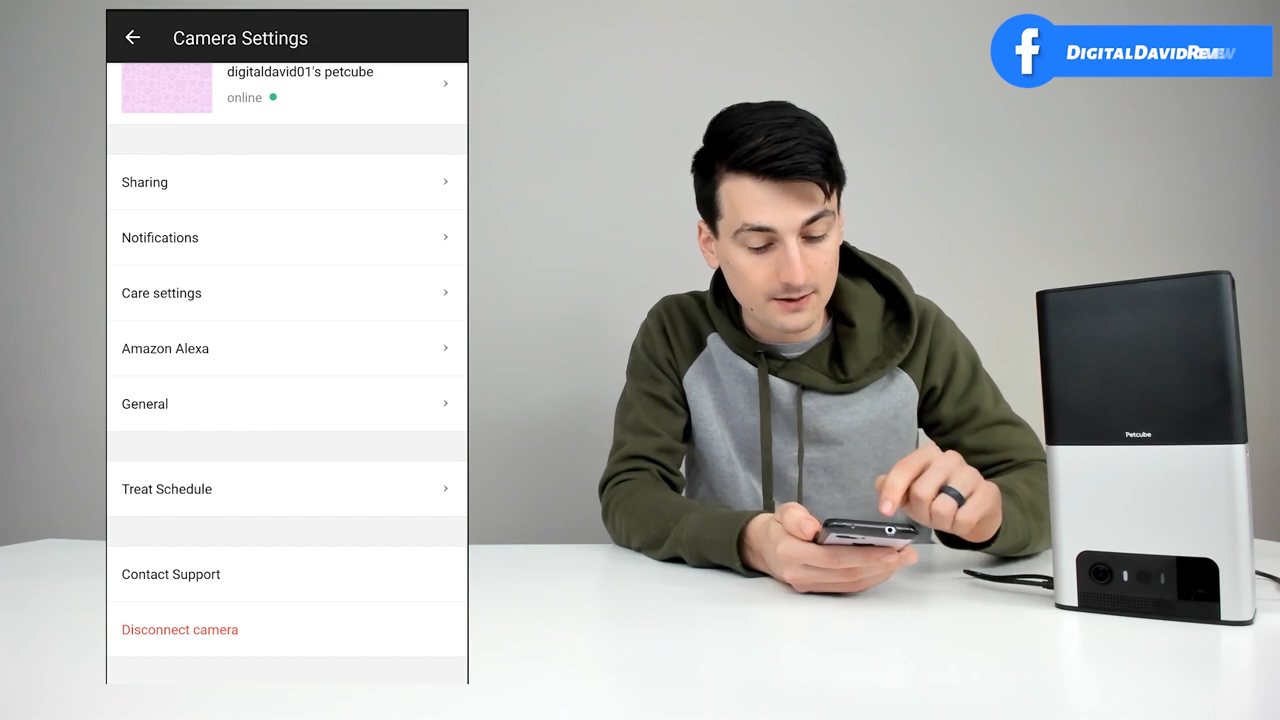 Camera Settings
digitaldavid01's petcube
online
Sharing
Notifications
Care settings
Amazon Alexa
General
Treat Schedule
Contact Support
Disconnect camera
DIGITALDAVIDREVIEW
Petcube